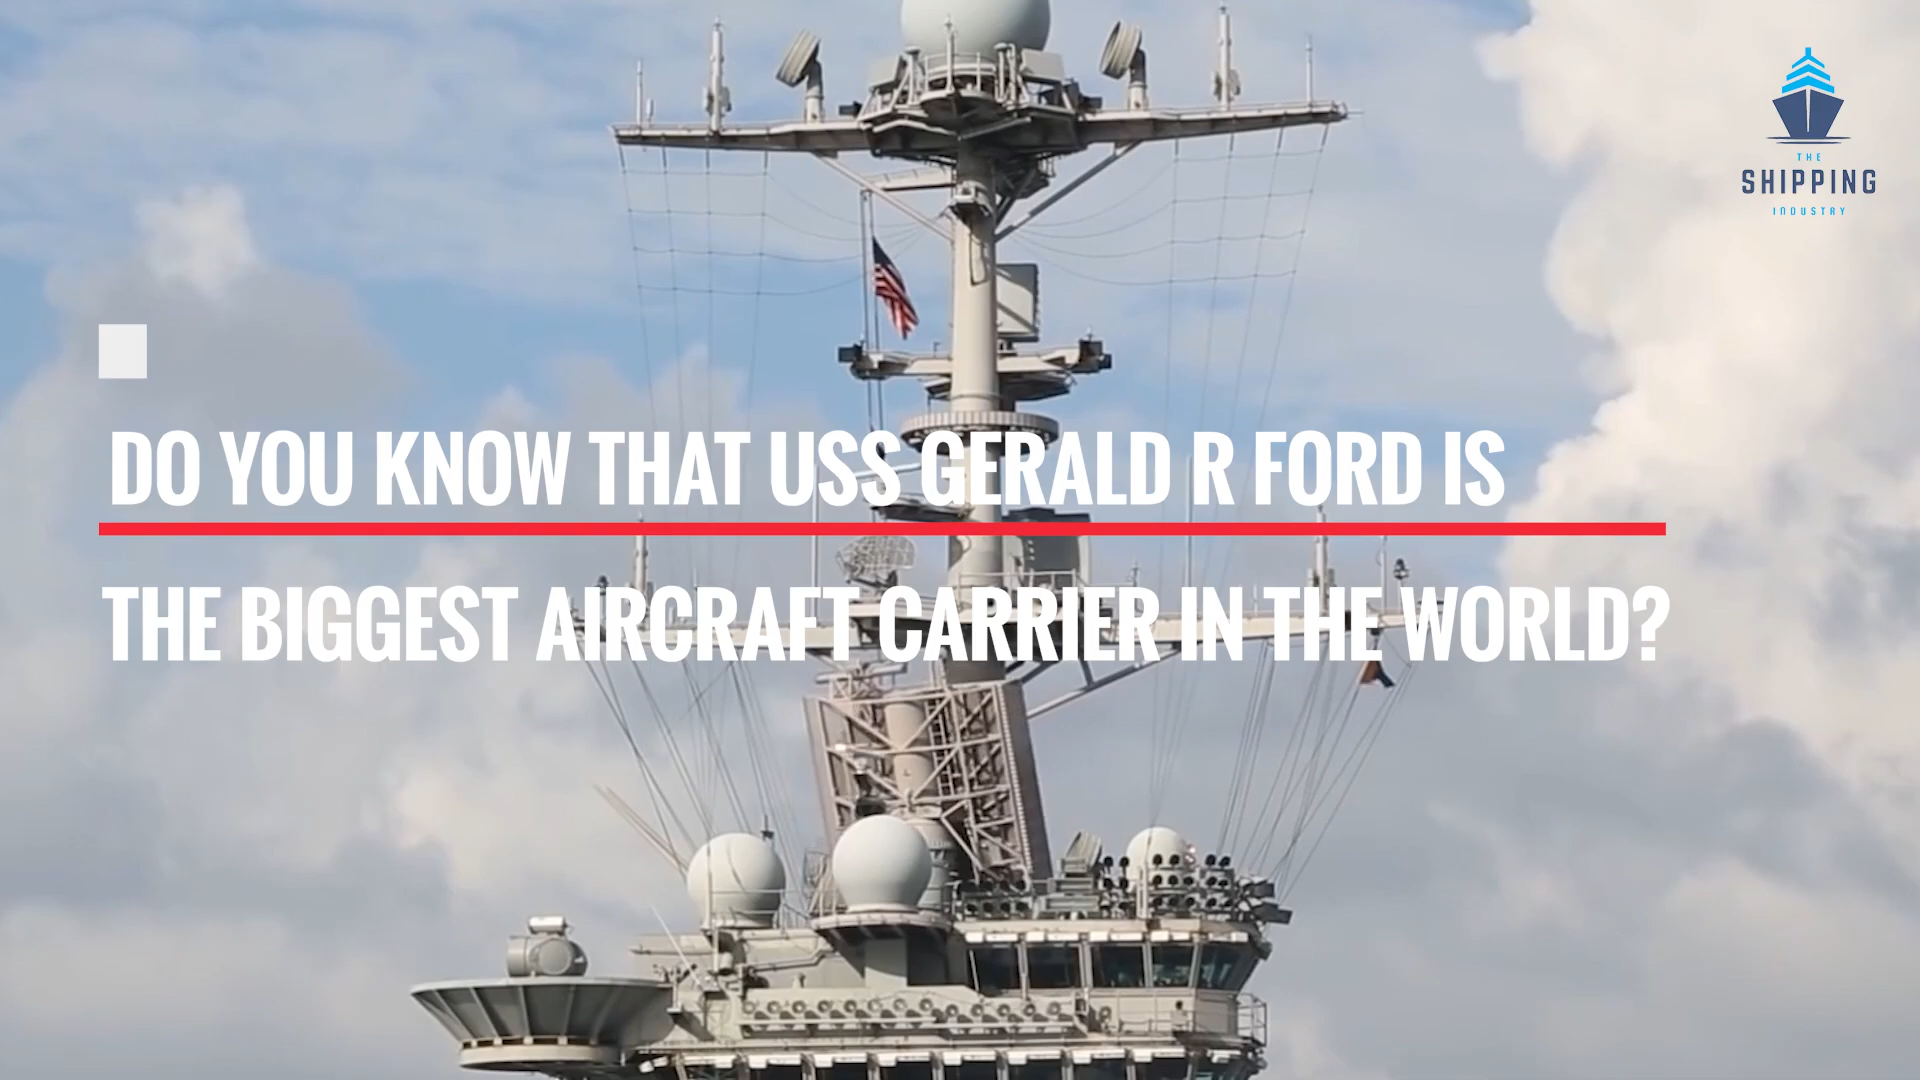 THE
SHIPPING
INDUSTRY
DO YOU KNOW THAT USS GERALD R FORD IS
THE BIGGEST AIRCRAFT CARRIER IN THE WORLD?